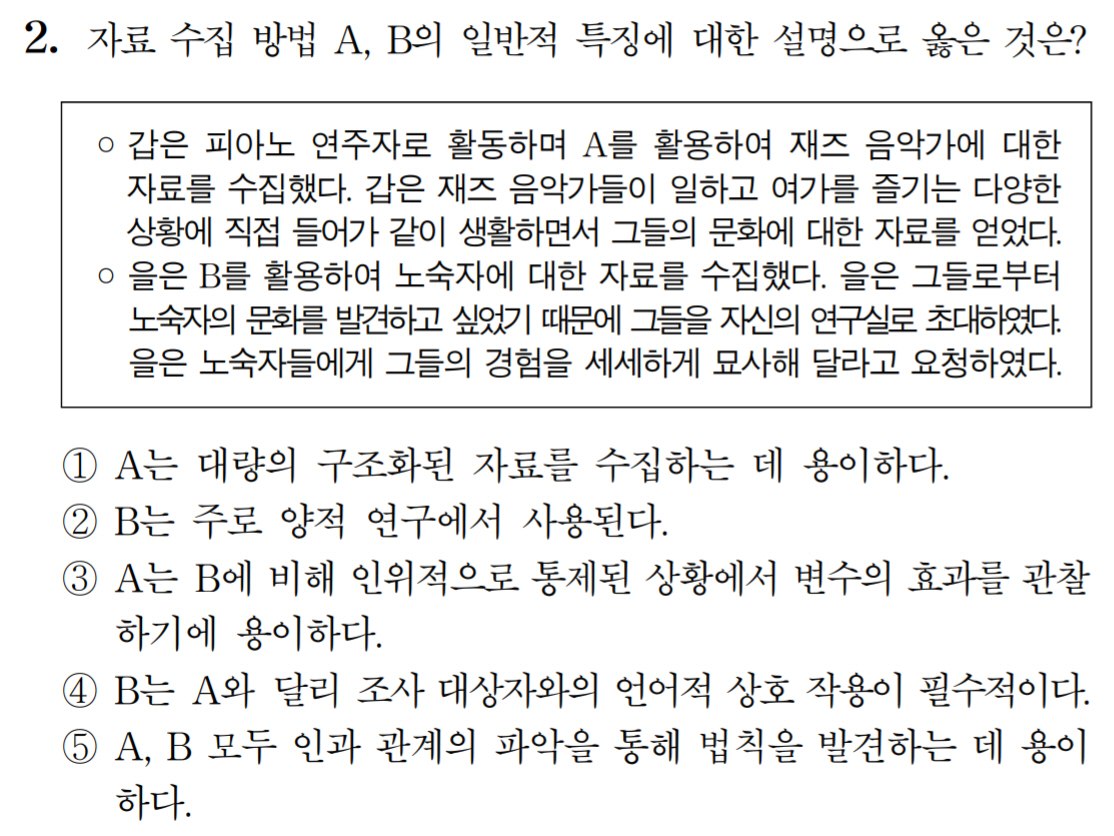 2. 자료 수집 방법 A, B의 일반적 특징에 대한 설명으로 옳은 것은?
○ 갑은 피아노 연주자로 활동하며 A를 활용하여 재즈 음악가에 대한
자료를 수집했다. 갑은 재즈 음악가들이 일하고 여가를 즐기는 다양한
상황에 직접 들어가 같이 생활하면서 그들의 문화에 대한 자료를 얻었다.
○ 을은 B를 활용하여 노숙자에 대한 자료를 수집했다. 을은 그들로부터
노숙자의 문화를 발견하고 싶었기 때문에 그들을 자신의 연구실로 초대하였다.
을은 노숙자들에게 그들의 경험을 세세하게 묘사해 달라고 요청하였다.
① A는 대량의 구조화된 자료를 수집하는 데 용이하다.
② B는 주로 양적 연구에서 사용된다.
③ A는 B에 비해 인위적으로 통제된 상황에서 변수의 효과를 관찰
하기에 용이하다.
④ B는 A와 달리 조사 대상자와의 언어적 상호 작용이 필수적이다.
⑤ A, B 모두 인과 관계의 파악을 통해 법칙을 발견하는 데 용이
하다.